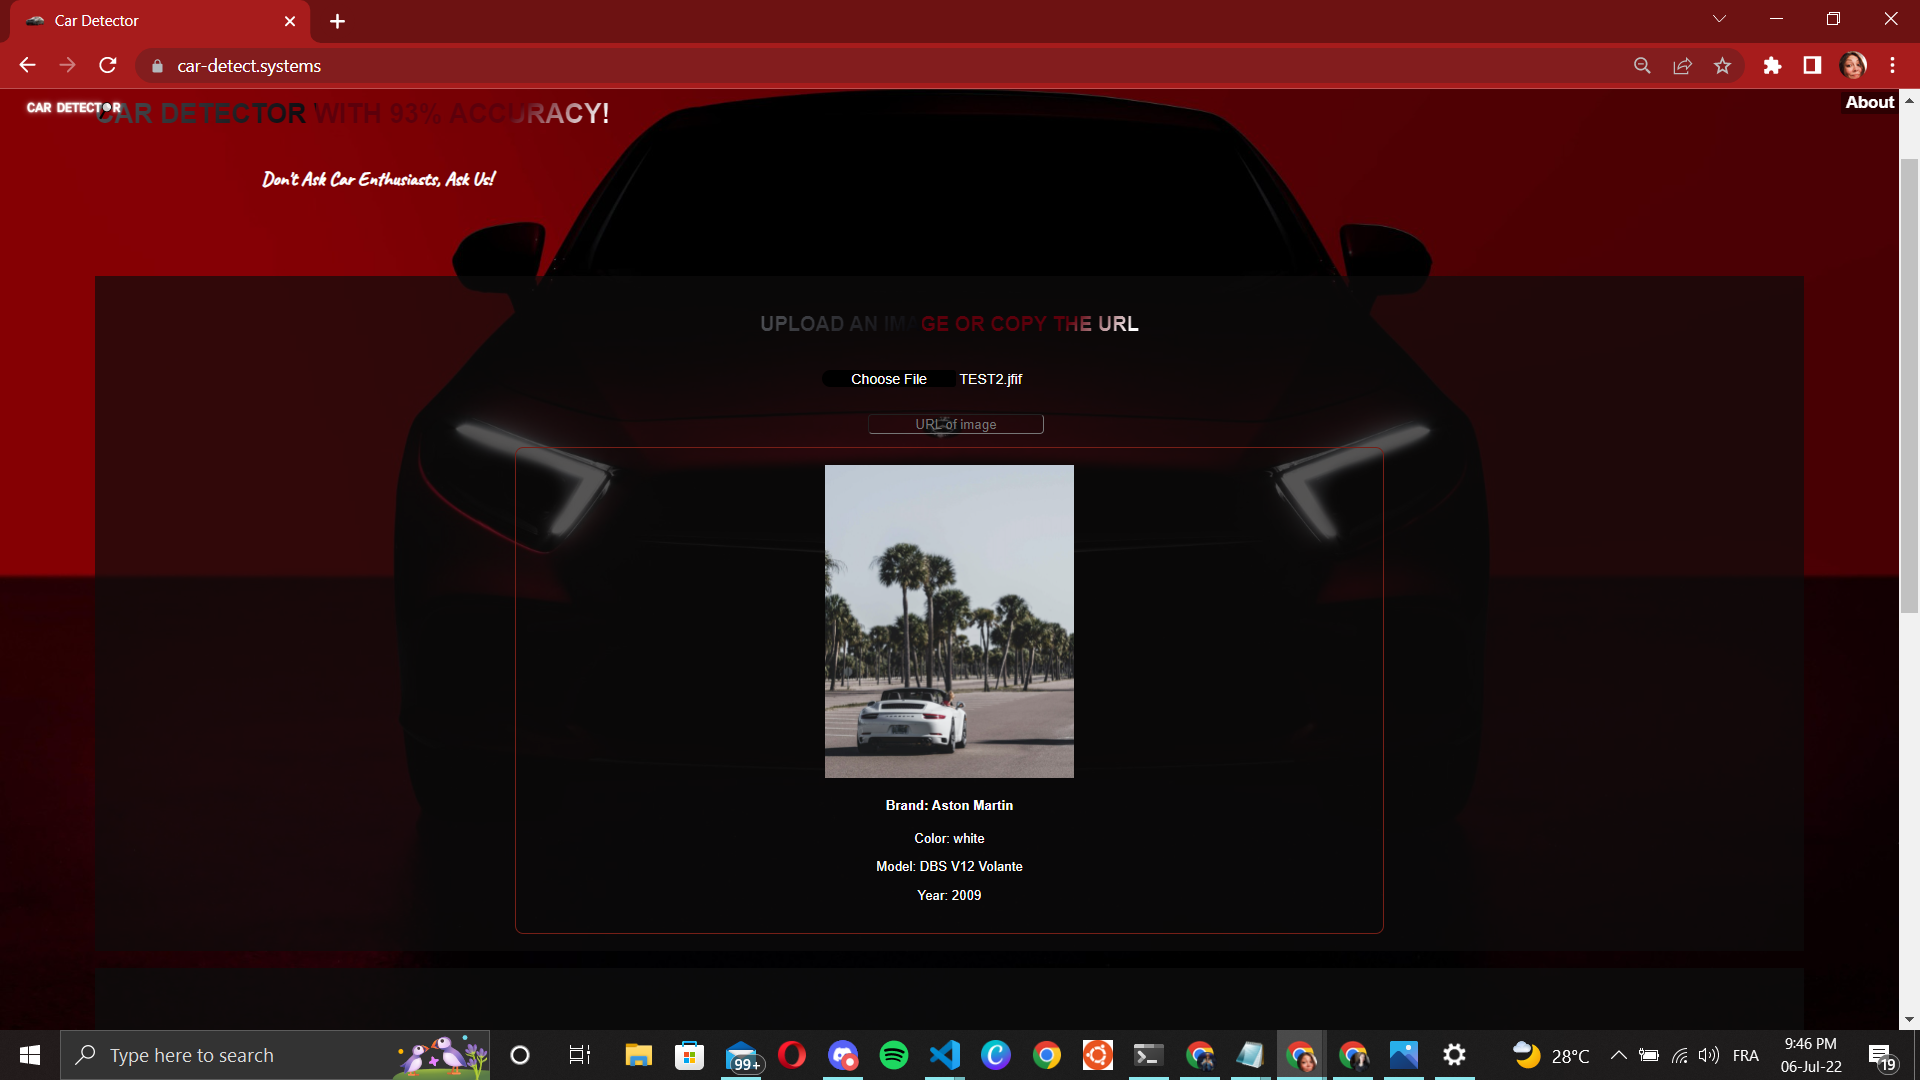 Car Detector
car-detect.systems
CAR DETECTOR
CAR DETECTOR WITH 93% ACCURACY!
About
Don't Ask Car Enthusiasts, Ask Us!
UPLOAD AN IMAGE OR COPY THE URL
Choose File TEST2.jfif
URL of image
Brand: Aston Martin
Color: white
Model: DBS V12 Volante
Year: 2009
Type here to search
99+
28°C
FRA
9:46 PM
06-Jul-22
19